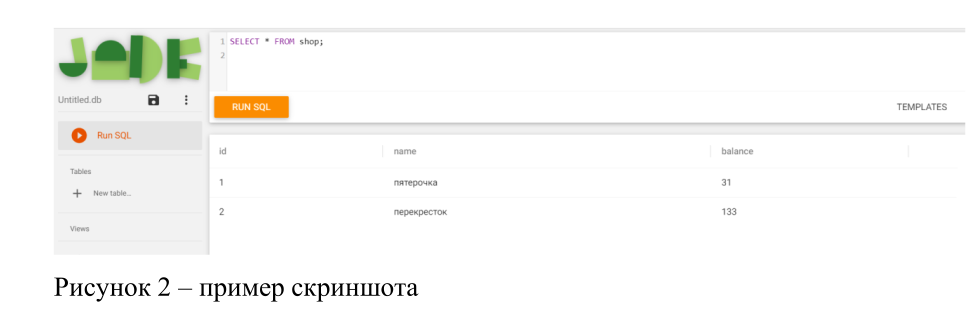 JADE
1 SELECT * FROM shop;
2
Untitled.db
RUN SQL
TEMPLATES
Run SQL
id name balance
Tables
1 пятерочка 31
New table...
2 перекресток 133
Views
Рисунок 2 – пример скриншота